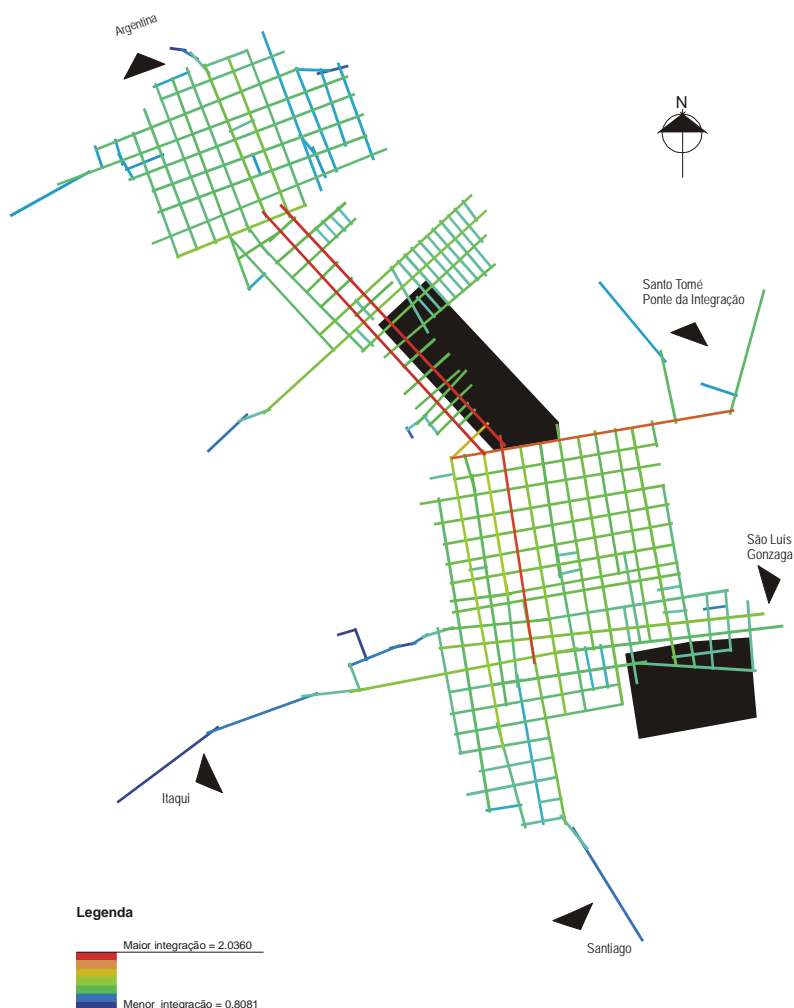 Argentina
N
Santo Tomé
Ponte da Integração
São Luís
Gonzaga
Itaqui
Santiago
Legenda
Maior integração = 2.0360
Menor integração = 0.8081